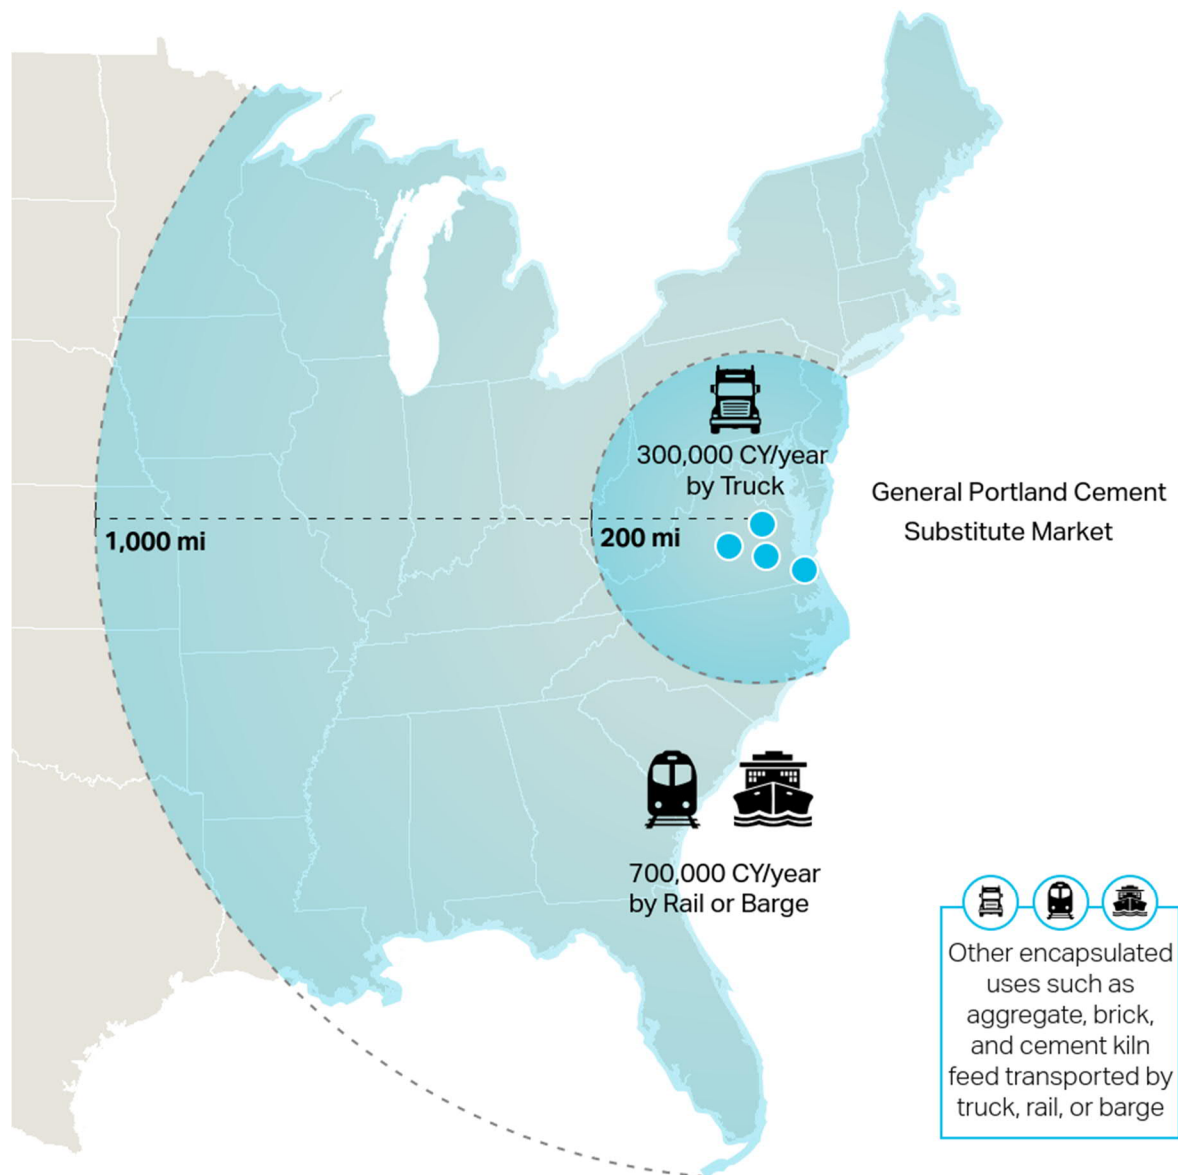 300,000 CY/year
by Truck
General Portland Cement
Substitute Market
1,000 mi
200 mi
700,000 CY/year
by Rail or Barge
Other encapsulated
uses such as
aggregate, brick,
and cement kiln
feed transported by
truck, rail, or barge